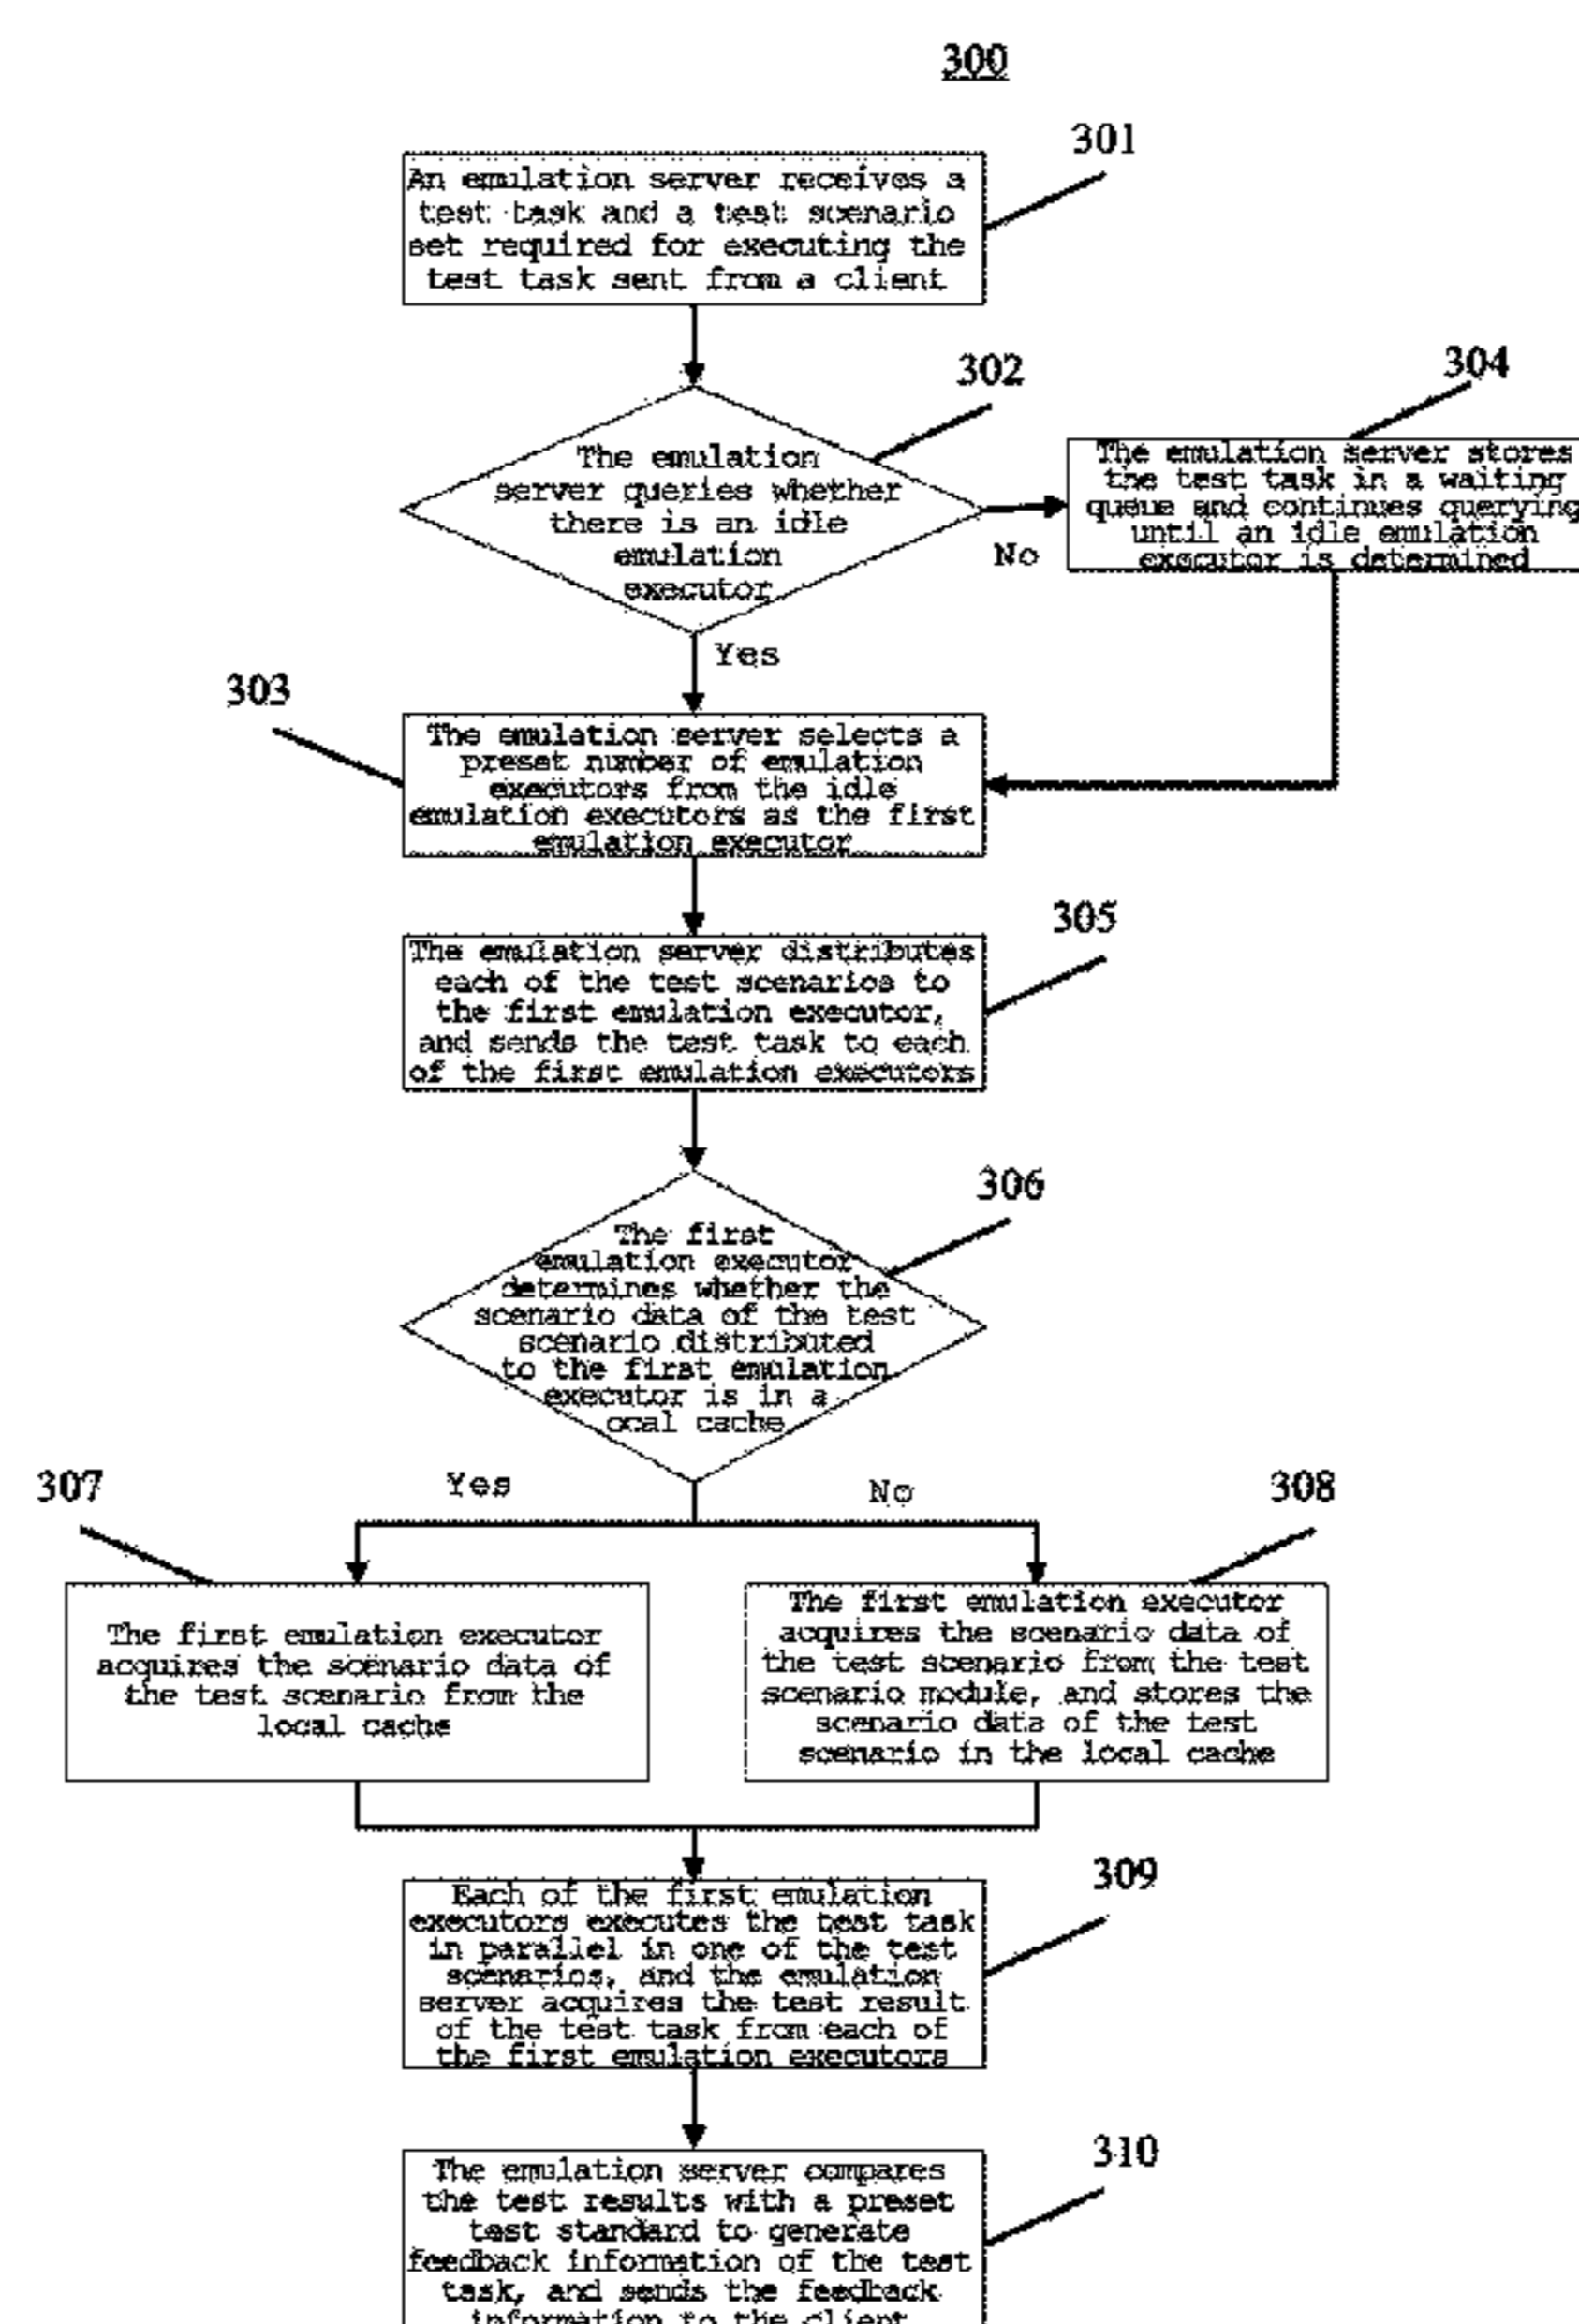 300
301
An emulation server receives a
test task and a test scenario
set required for executing the
test task sent from a client
302
The emulation
server queries whether
there is an idle
emulation
executor
No
304
The emulation server stores
the test task in a waiting
queue and continues querying
until an idle emulation
executor is determined
Yes
303
The emulation server selects a
preset number of emulation
executors from the idle
emulation executors as the first
emulation executor
305
The emulation server distributes
each of the test scenarios to
the first emulation executor,
and sends the test task to each
of the first emulation executors
306
The first
emulation executor
determines whether the
scenario data of the test
scenario distributed
to the first emulation
executor is in a
ocal cache
Yes
No
307
The first emulation executor
acquires the scenario data of
the test scenario from the
local cache
308
The first emulation executor
acquires the scenario data of
the test scenario from the test
scenario module, and stores the
scenario data of the test
scenario in the local cache
309
Each of the first emulation
executors executes the test task
in parallel in one of the test
scenarios, and the emulation
server acquires the test result
of the test task from each of
the first emulation executors
310
The emulation server compares
the test results with a preset
test standard to generate
feedback information of the test
task, and sends the feedback
information to the client